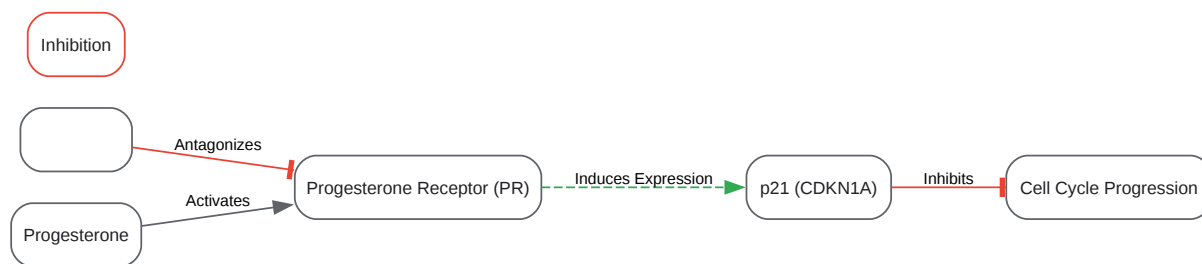 Inhibition
Antagonizes
Progesterone Receptor (PR)
Induces Expression
p21 (CDKN1A)
Inhibits
Cell Cycle Progression
Activates
Progesterone